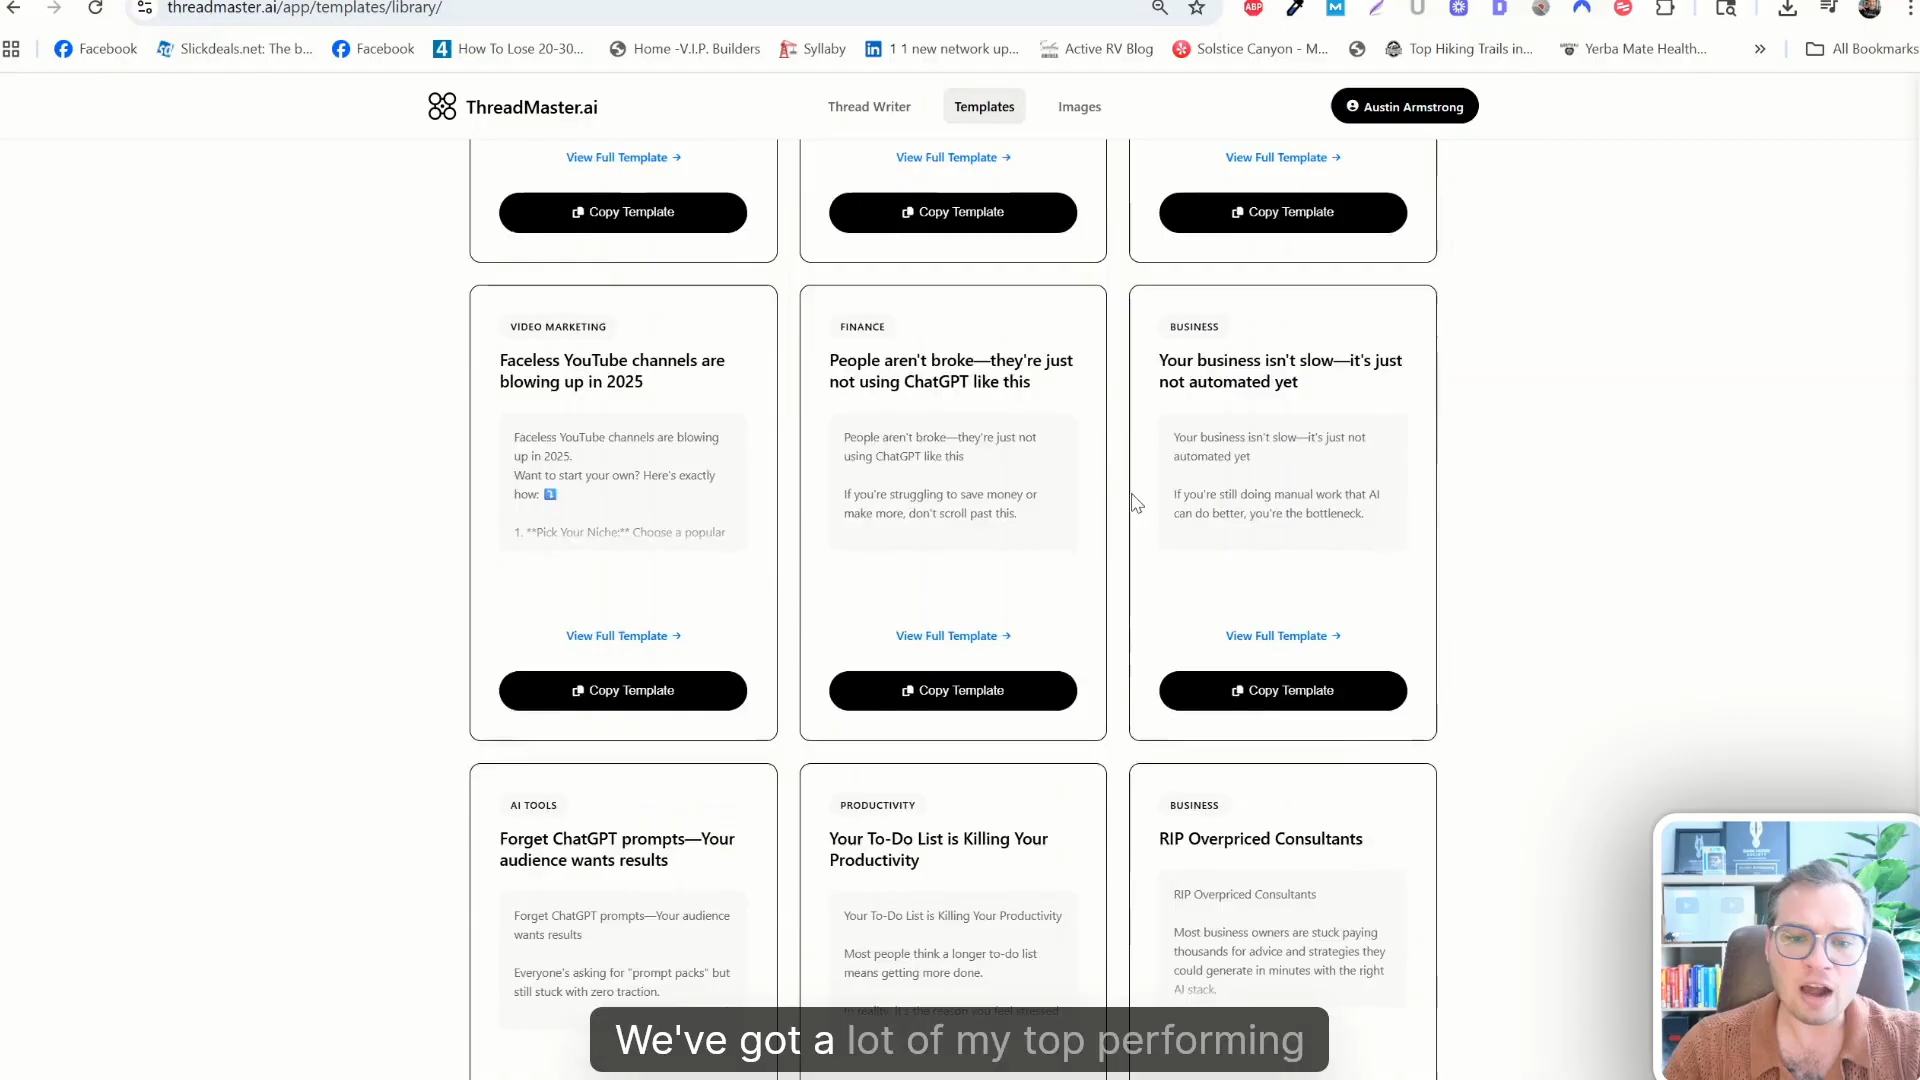 threadmaster.ai/app/templates/library/
ABP
M
Facebook
Slickdeals.net: The b...
Facebook
4 How To Lose 20-30...
Home -V.I.P. Builders
Syllaby
in 1 1 new network up...
Active RV Blog
Solstice Canyon - M...
Top Hiking Trails in...
Yerba Mate Health...
»
All Bookmarks
ThreadMaster.ai
Thread Writer
Templates
Images
Austin Armstrong
View Full Template →
View Full Template →
View Full Template →
Copy Template
Copy Template
Copy Template
VIDEO MARKETING
Faceless YouTube channels are
blowing up in 2025
Faceless YouTube channels are blowing
up in 2025.
Want to start your own? Here's exactly
how: ⤵️
1. **Pick Your Niche:** Choose a popular
View Full Template →
Copy Template
FINANCE
People aren't broke—they're just
not using ChatGPT like this
People aren't broke—they're just not
using ChatGPT like this
If you're struggling to save money or
make more, don't scroll past this.
View Full Template →
Copy Template
BUSINESS
Your business isn't slow—it's just
not automated yet
Your business isn't slow—it's just not
automated yet
If you're still doing manual work that AI
can do better, you're the bottleneck.
View Full Template →
Copy Template
AI TOOLS
Forget ChatGPT prompts—Your
audience wants results
Forget ChatGPT prompts—Your audience
wants results
Everyone's asking for "prompt packs" but
still stuck with zero traction.
PRODUCTIVITY
Your To-Do List is Killing Your
Productivity
Your To-Do List is Killing Your Productivity
Most people think a longer to-do list
means getting more done.
In reality, it's the reason you feel stressed
BUSINESS
RIP Overpriced Consultants
RIP Overpriced Consultants
Most business owners are stuck paying
thousands for advice and strategies they
could generate in minutes with the right
AI stack.
We've got a lot of my top performing